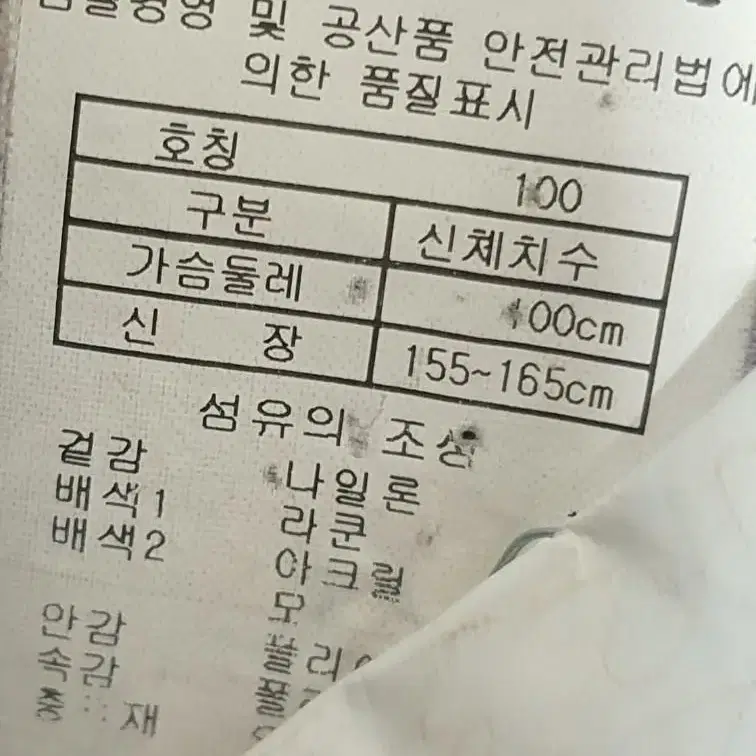 및 공산품 안전관리법에
의한 품질표시
호칭 100
구분 신체치수
가슴둘레 100cm
신 장 155~165cm
섬유의 조성
겉감 나일론
배색1 라쿤
배색2 아크릴
모
안감
속감